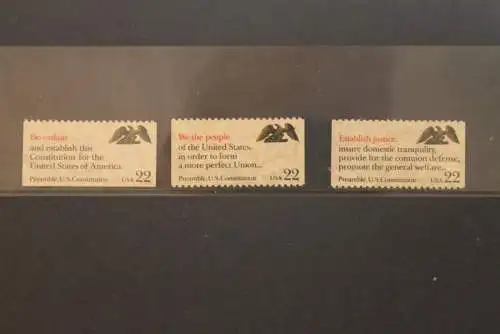 Do ordain
and establish this
Constitution for the
United States of America.
Preamble, U.S. Constitution USA 22
We the people
of the United States,
in order to form
a more perfect Union...
Preamble, U.S. Constitution USA 22
Establish justice,
insure domestic tranquility,
provide for the common defense,
promote the general welfare...
Preamble, U.S. Constitution USA 22